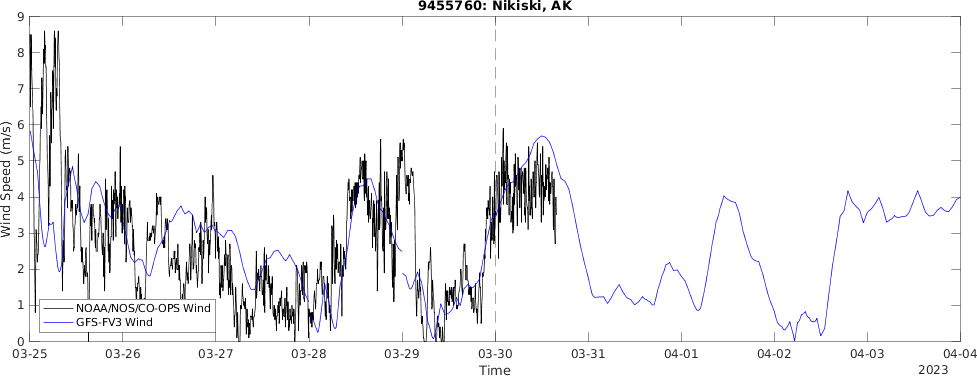 9455760: Nikiski, AK
Wind Speed (m/s)
9
8
7
6
5
4
3
2
1
0
NOAA/NOS/CO-OPS Wind
GFS-FV3 Wind
03-25 03-26 03-27 03-28 03-29 03-30 03-31 04-01 04-02 04-03 04-04
Time
2023